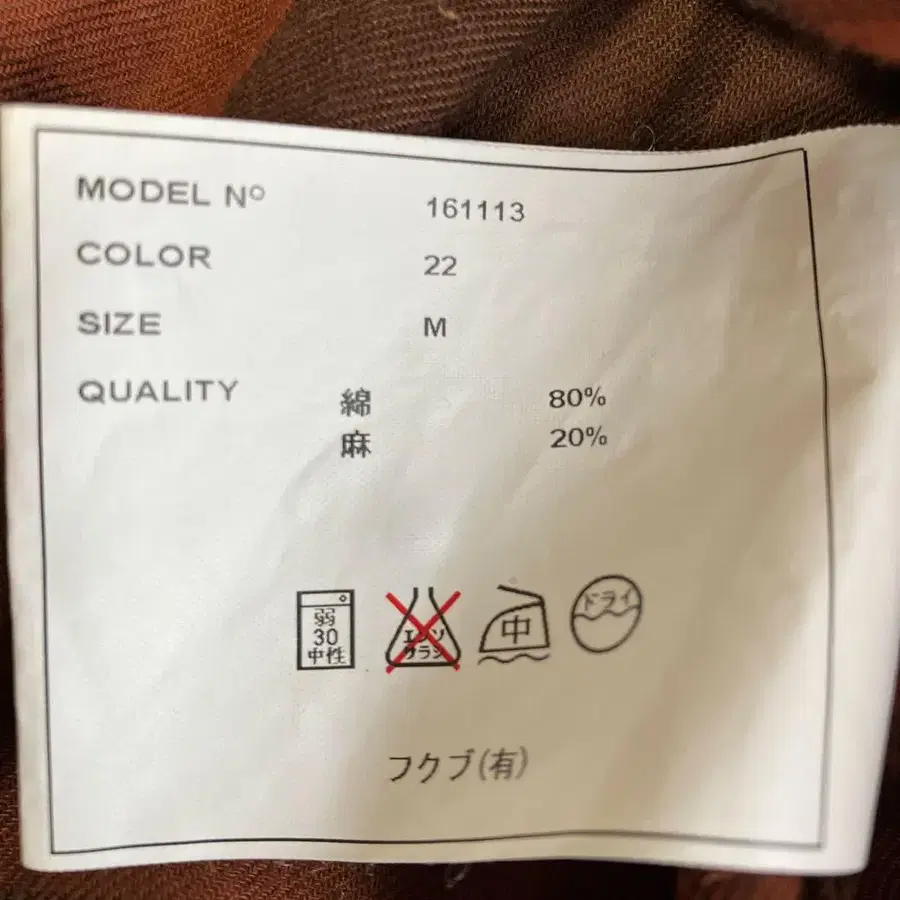 MODEL Nº 161113
COLOR 22
SIZE M
QUALITY 綿 80%
麻 20%
弱
30
中性
エンソ
サラシ
中
ドライ
フクブ(有)